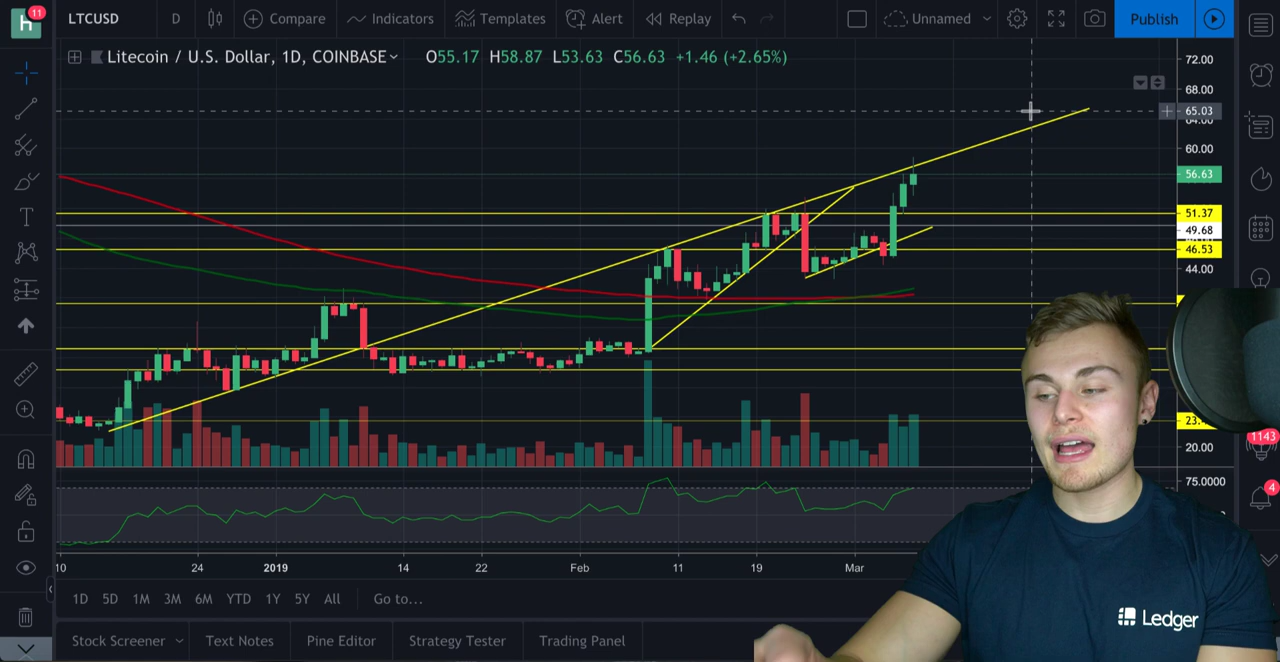 h 11 LTCUSD D Compare Indicators Templates Alert Replay Unnamed Publish
Litecoin / U.S. Dollar, 1D, COINBASE O55.17 H58.87 L53.63 C56.63 +1.46 (+2.65%)
72.00
68.00
65.03
60.00
56.63
51.37
49.68
46.53
44.00
20.00
1143
75.0000
4
10 24 2019 14 22 Feb 11 19 Mar
1D 5D 1M 3M 6M YTD 1Y 5Y All Go to...
Stock Screener Text Notes Pine Editor Strategy Tester Trading Panel
Ledger